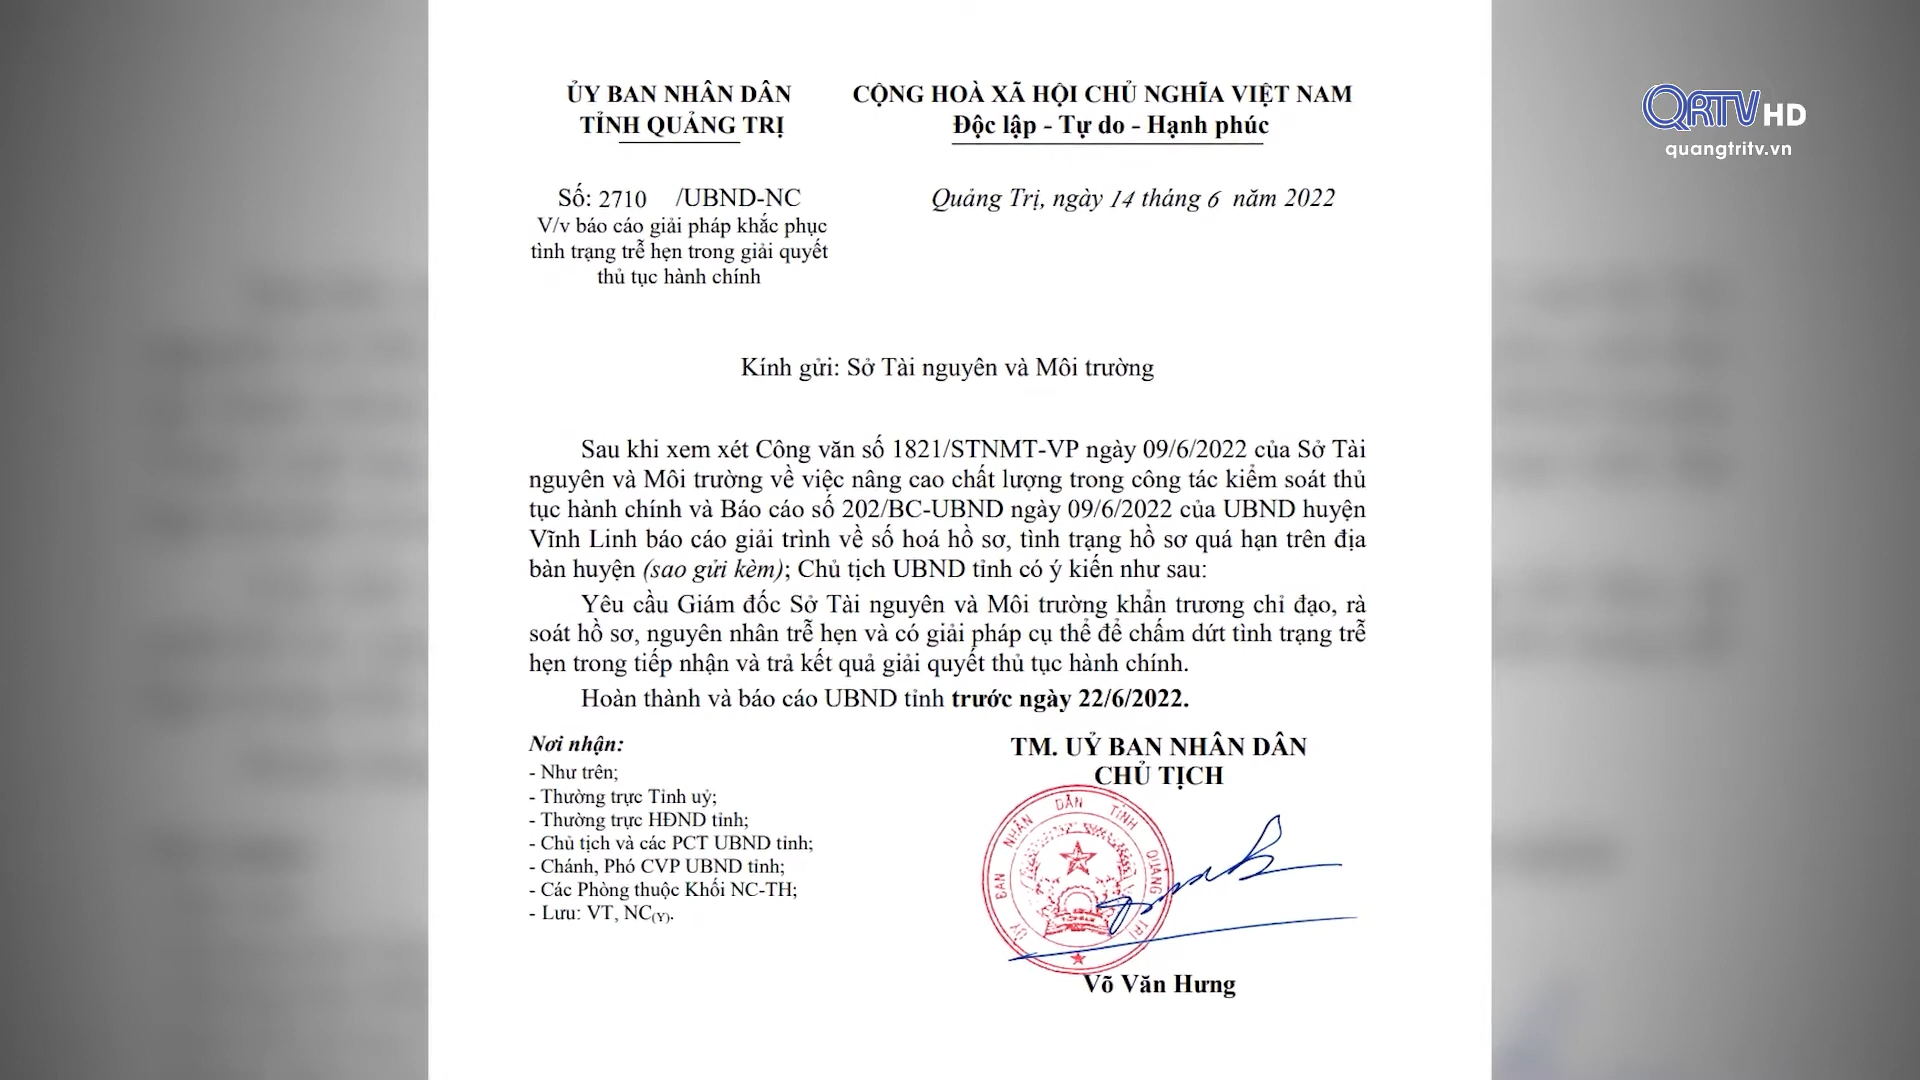 ỦY BAN NHÂN DÂN
TỈNH QUẢNG TRỊ
CỘNG HOÀ XÃ HỘI CHỦ NGHĨA VIỆT NAM
Độc lập - Tự do - Hạnh phúc
QRTV HD
quangtritv.vn
Số: 2710 /UBND-NC
V/v báo cáo giải pháp khắc phục
tình trạng trễ hẹn trong giải quyết
thủ tục hành chính
Quảng Trị, ngày 14 tháng 6 năm 2022
Kính gửi: Sở Tài nguyên và Môi trường
Sau khi xem xét Công văn số 1821/STNMT-VP ngày 09/6/2022 của Sở Tài
nguyên và Môi trường về việc nâng cao chất lượng trong công tác kiểm soát thủ
tục hành chính và Báo cáo số 202/BC-UBND ngày 09/6/2022 của UBND huyện
Vĩnh Linh báo cáo giải trình về số hoá hồ sơ, tình trạng hồ sơ quá hạn trên địa
bàn huyện (sao gửi kèm); Chủ tịch UBND tỉnh có ý kiến như sau:
Yêu cầu Giám đốc Sở Tài nguyên và Môi trường khẩn trương chỉ đạo, rà
soát hồ sơ, nguyên nhân trễ hẹn và có giải pháp cụ thể để chấm dứt tình trạng trễ
hẹn trong tiếp nhận và trả kết quả giải quyết thủ tục hành chính.
Hoàn thành và báo cáo UBND tỉnh trước ngày 22/6/2022.
Nơi nhận:
- Như trên;
- Thường trực Tỉnh uỷ;
- Thường trực HĐND tỉnh;
- Chủ tịch và các PCT UBND tỉnh;
- Chánh, Phó CVP UBND tỉnh;
- Các Phòng thuộc Khối NC-TH;
- Lưu: VT, NC(Y).
TM. UỶ BAN NHÂN DÂN
CHỦ TỊCH
ỦY BAN NHÂN DÂN TỈNH QUẢNG TRỊ
Võ Văn Hưng